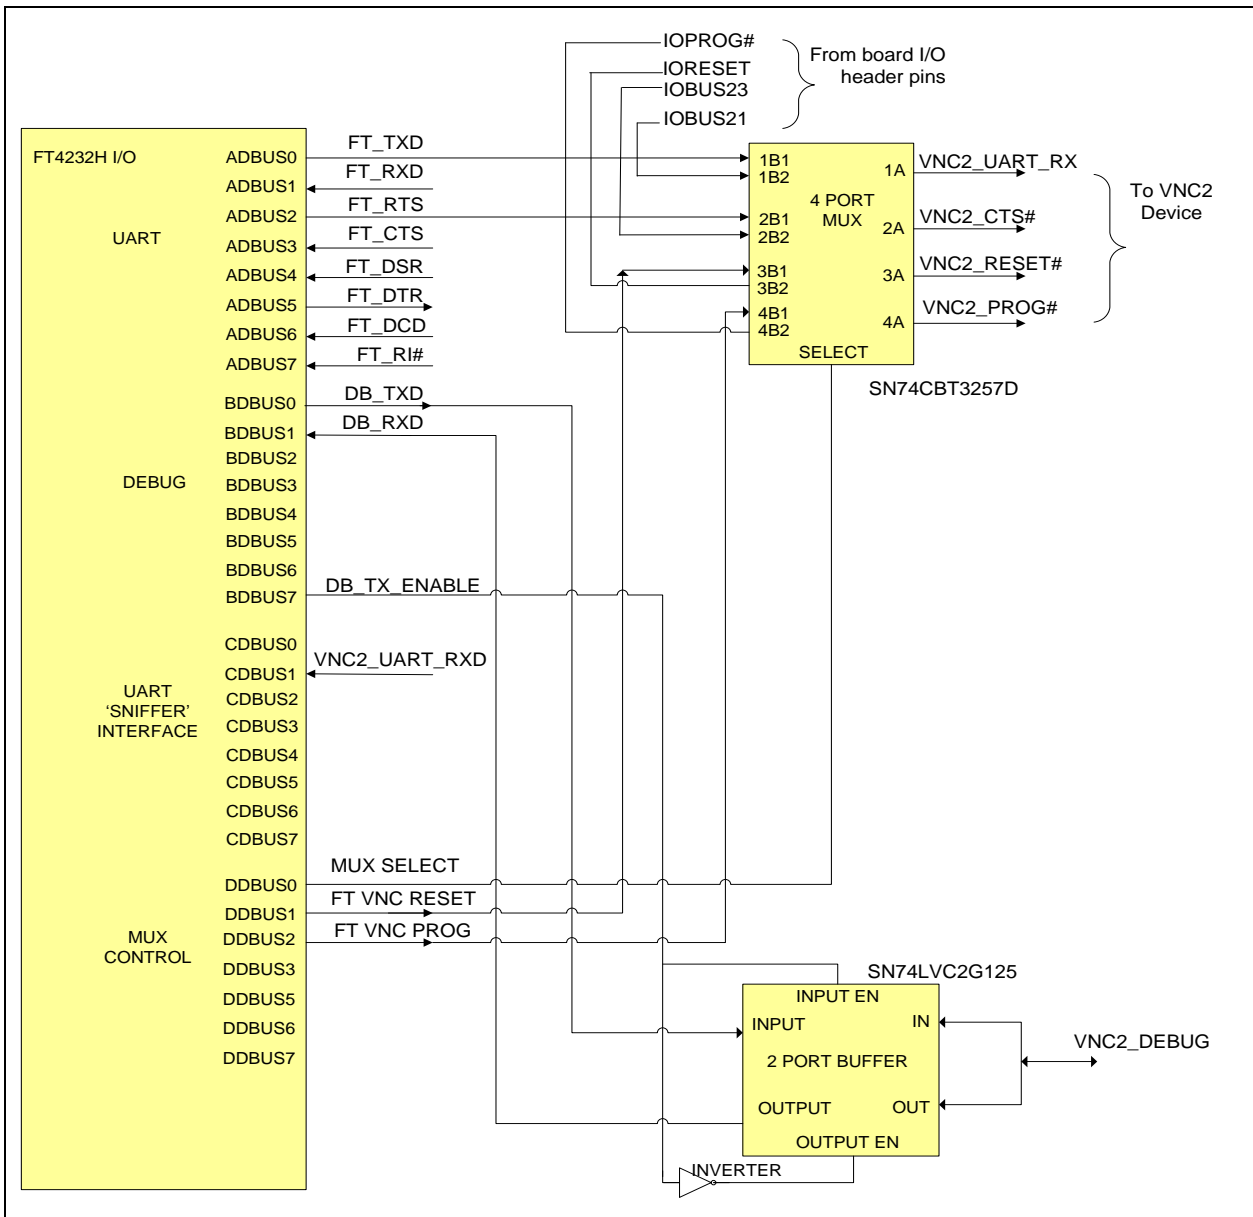 IOPROG#
IORESET
IOBUS23
IOBUS21
From board I/O
header pins
FT4232H I/O
UART
ADBUS0
ADBUS1
ADBUS2
ADBUS3
ADBUS4
ADBUS5
ADBUS6
ADBUS7
FT_TXD
FT_RXD
FT_RTS
FT_CTS
FT_DSR
FT_DTR
FT_DCD
FT_RI#
1B1
1B2
2B1
2B2
3B1
3B2
4B1
4B2
4 PORT
MUX
1A
2A
3A
4A
SELECT
SN74CBT3257D
VNC2_UART_RX
VNC2_CTS#
VNC2_RESET#
VNC2_PROG#
To VNC2
Device
DEBUG
BDBUS0
BDBUS1
BDBUS2
BDBUS3
BDBUS4
BDBUS5
BDBUS6
BDBUS7
DB_TXD
DB_RXD
DB_TX_ENABLE
UART
‘SNIFFER’
INTERFACE
CDBUS0
CDBUS1
CDBUS2
CDBUS3
CDBUS4
CDBUS5
CDBUS6
CDBUS7
VNC2_UART_RXD
MUX
CONTROL
DDBUS0
DDBUS1
DDBUS2
DDBUS3
DDBUS5
DDBUS6
DDBUS7
MUX SELECT
FT VNC RESET
FT VNC PROG
SN74LVC2G125
INPUT EN
INPUT
IN
2 PORT BUFFER
OUTPUT
OUT
OUTPUT EN
VNC2_DEBUG
INVERTER